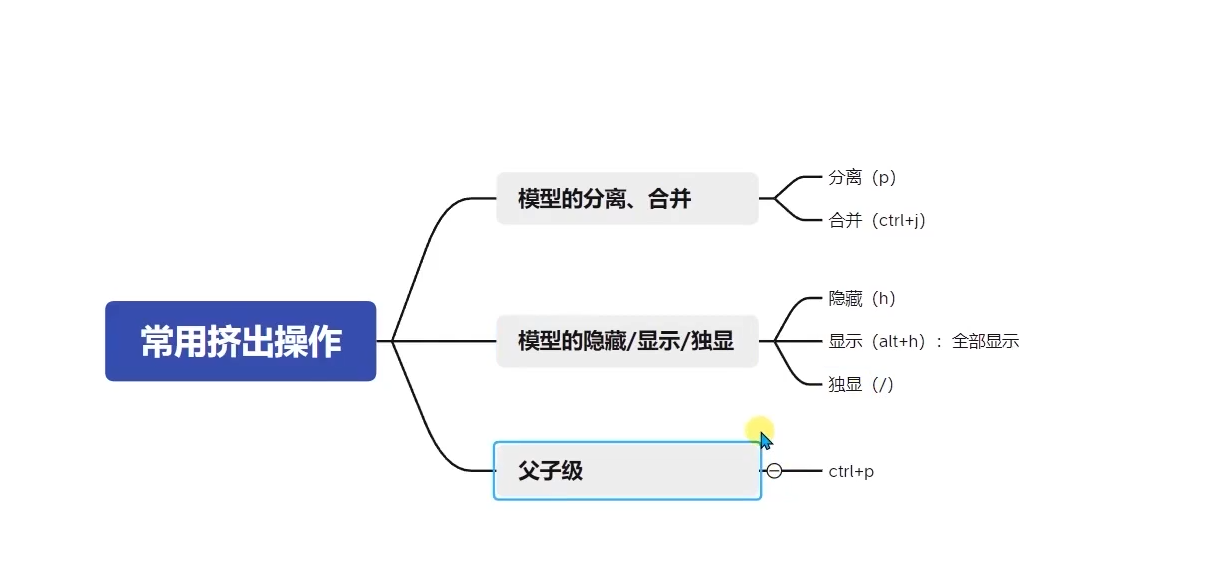 常用挤出操作
模型的分离、合并
分离（p）
合并（ctrl+j）
模型的隐藏/显示/独显
隐藏（h）
显示（alt+h）：全部显示
独显（/）
父子级
ctrl+p